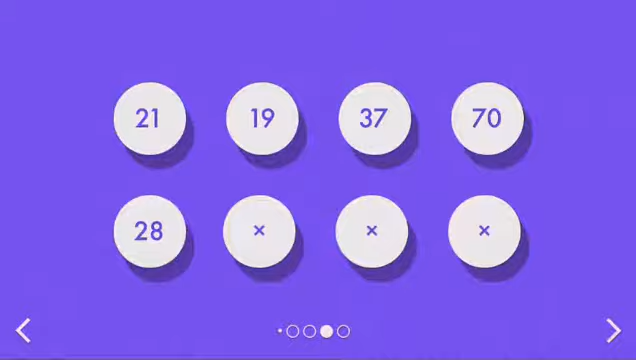 21 19 37 70
28 × × ×